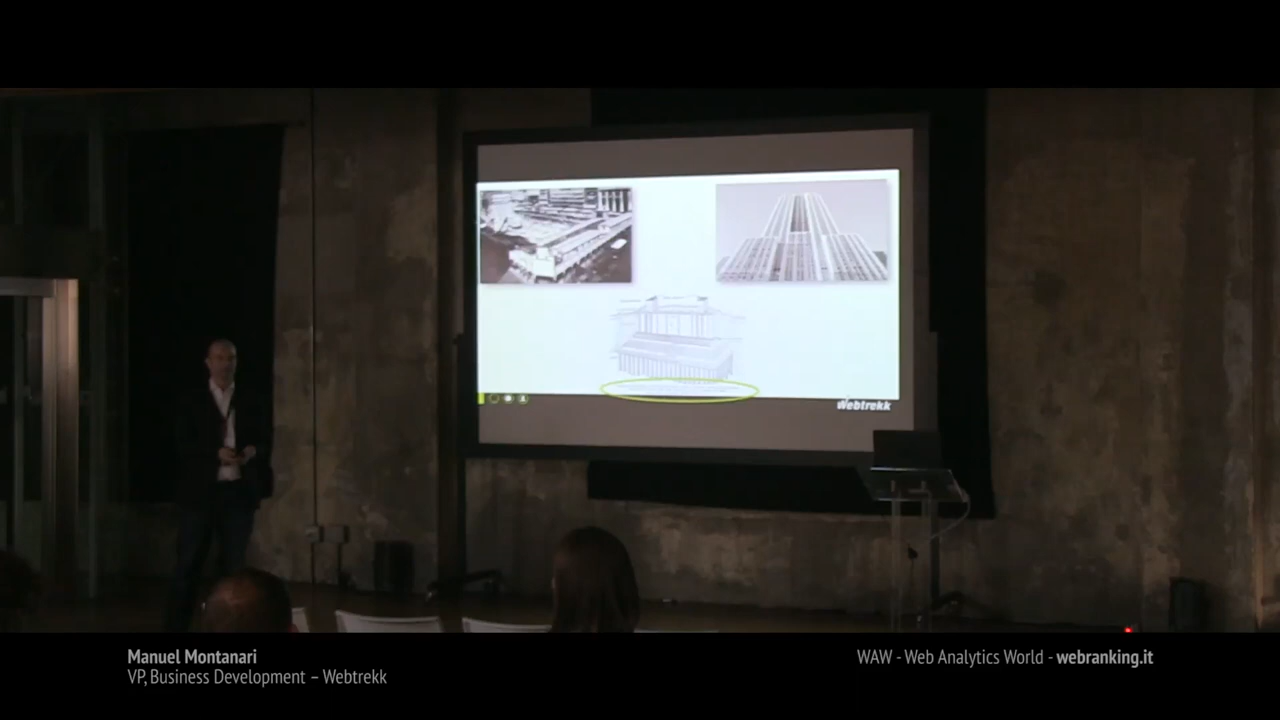 Webtrekk
Manuel Montanari
VP, Business Development – Webtrekk
WAW - Web Analytics World - webranking.it